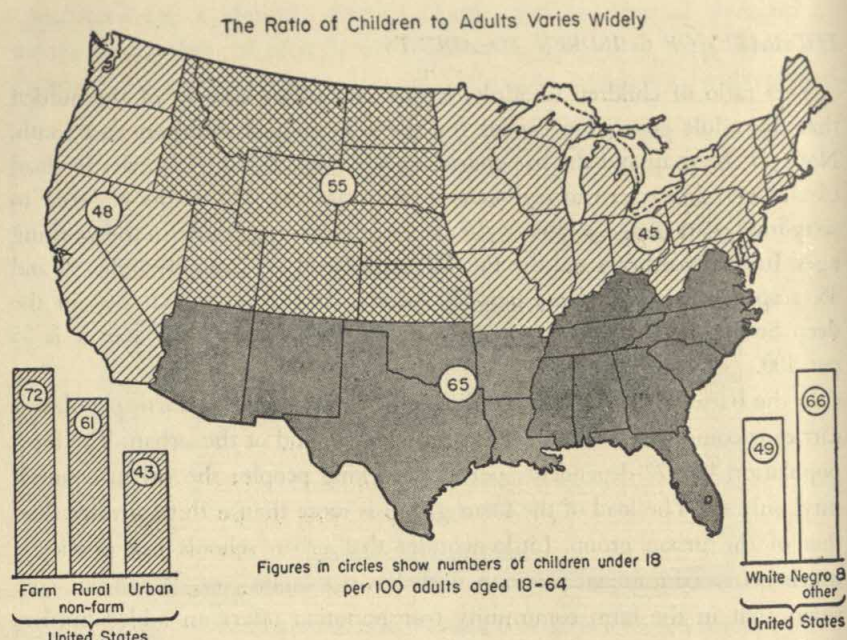 The Ratio of Children to Adults Varies Widely
55
48
45
65
72
61
43
66
49
Figures in circles show numbers of children under 18
per 100 adults aged 18-64
Farm Rural Urban
non-farm
United States
White Negro &
other
United States